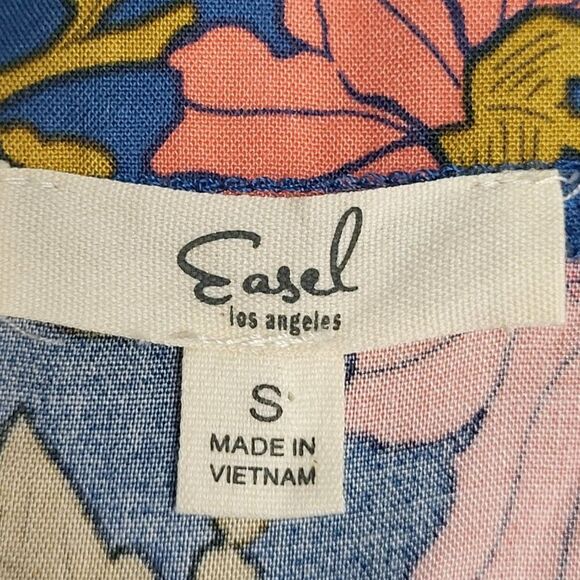 Easel
los angeles
S
MADE IN
VIETNAM